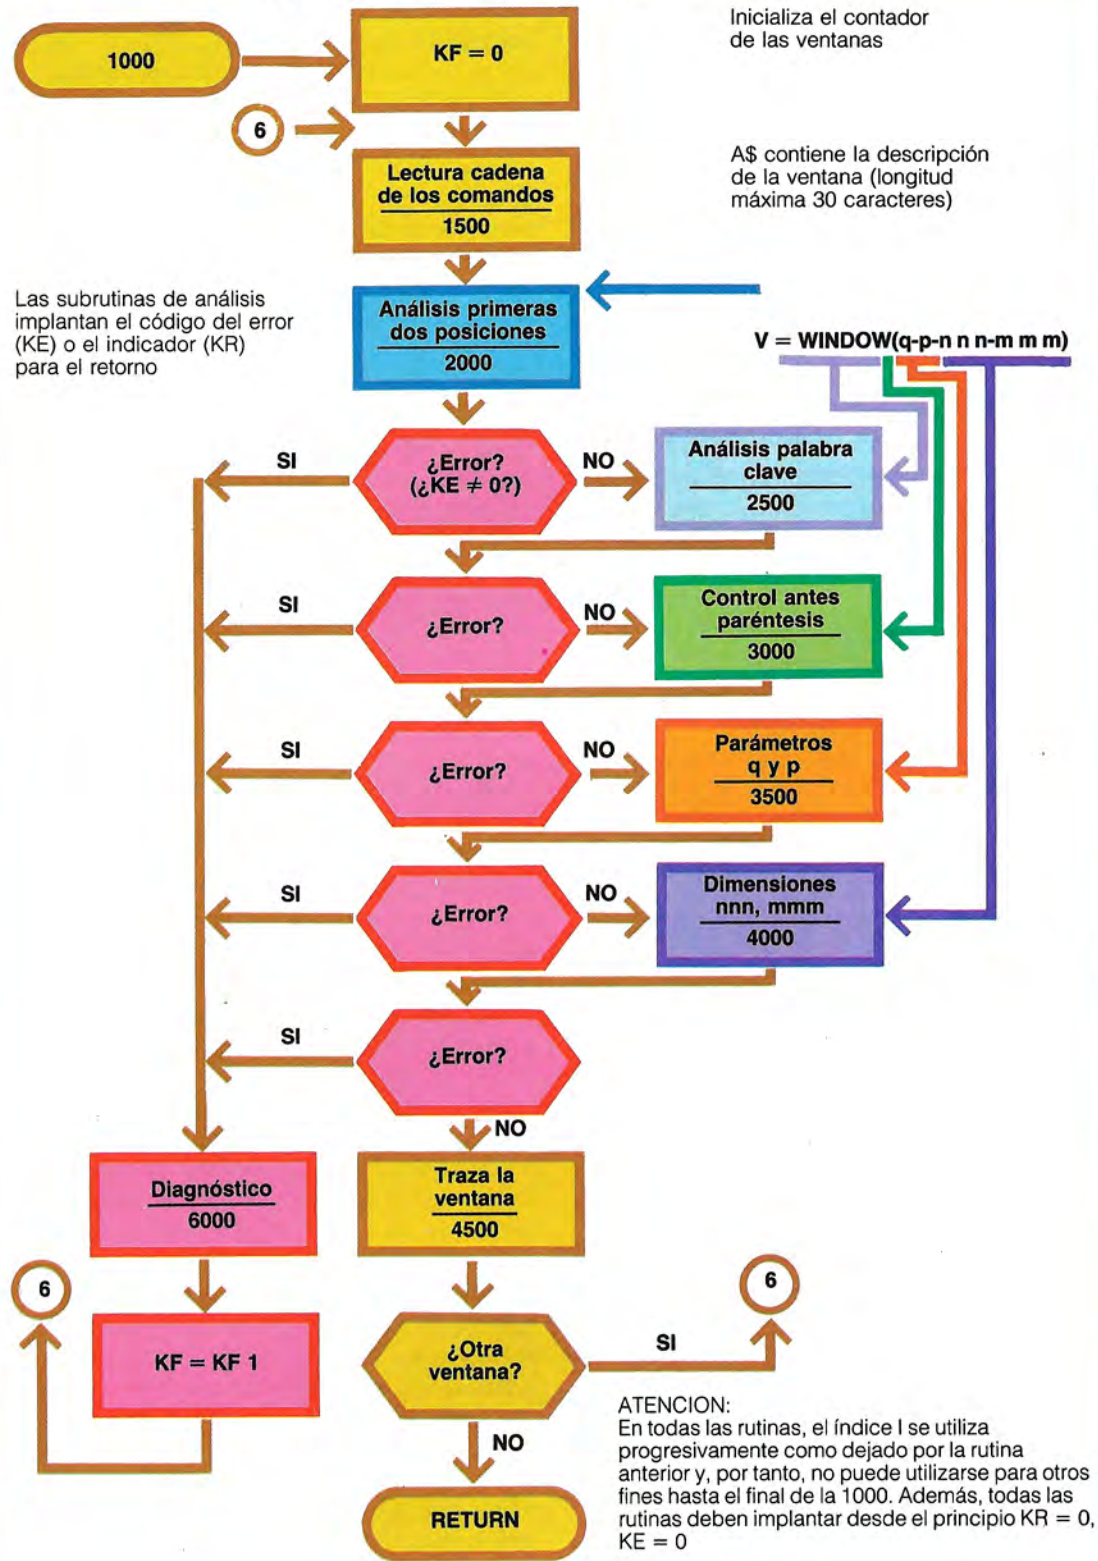 1000
KF = 0
Inicializa el contador
de las ventanas
6
Lectura cadena
de los comandos
1500
A$ contiene la descripción
de la ventana (longitud
máxima 30 caracteres)
Las subrutinas de análisis
implantan el código del error
(KE) o el indicador (KR)
para el retorno
Análisis primeras
dos posiciones
2000
V = WINDOW(q-p-n n n-m m m)
SI
¿Error?
(¿KE ≠ 0?)
NO
Análisis palabra
clave
2500
SI
¿Error?
NO
Control antes
paréntesis
3000
SI
¿Error?
NO
Parámetros
q y p
3500
SI
¿Error?
NO
Dimensiones
nnn, mmm
4000
SI
¿Error?
NO
Diagnóstico
6000
Traza la
ventana
4500
6
6
KF = KF 1
¿Otra
ventana?
SI
NO
RETURN
ATENCION:
En todas las rutinas, el índice I se utiliza
progresivamente como dejado por la rutina
anterior y, por tanto, no puede utilizarse para otros
fines hasta el final de la 1000. Además, todas las
rutinas deben implantar desde el principio KR = 0,
KE = 0